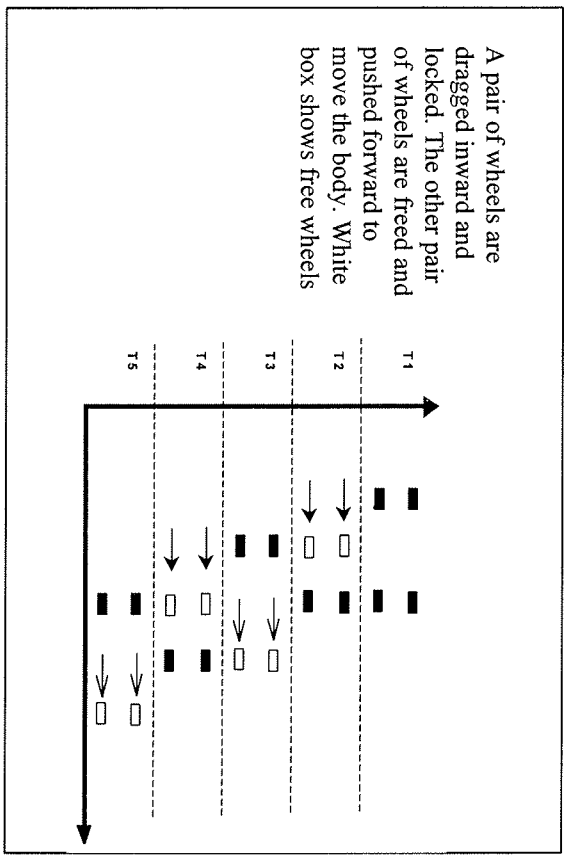 A pair of wheels are
dragged inward and
locked. The other pair
of wheels are freed and
pushed forward to
move the body. White
box shows free wheels
T1
T2
T3
T4
T5